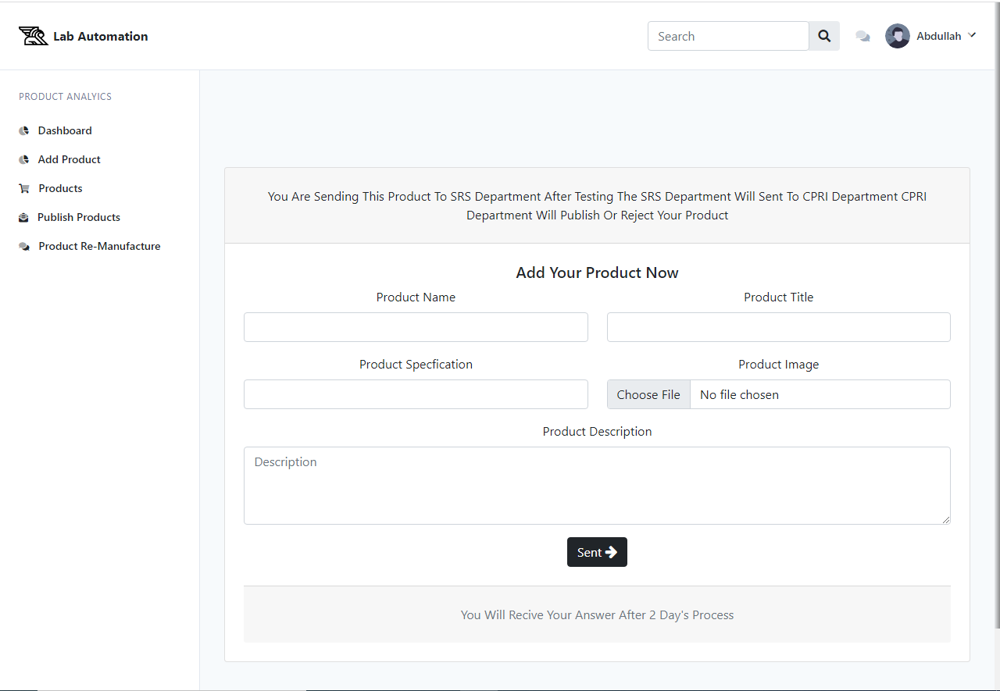 Lab Automation
Search
Abdullah
PRODUCT ANALYICS
Dashboard
Add Product
Products
Publish Products
Product Re-Manufacture
You Are Sending This Product To SRS Department After Testing The SRS Department Will Sent To CPRI Department CPRI
Department Will Publish Or Reject Your Product
Add Your Product Now
Product Name
Product Title
Product Specfication
Product Image
Choose File
No file chosen
Product Description
Description
Sent
You Will Recive Your Answer After 2 Day's Process